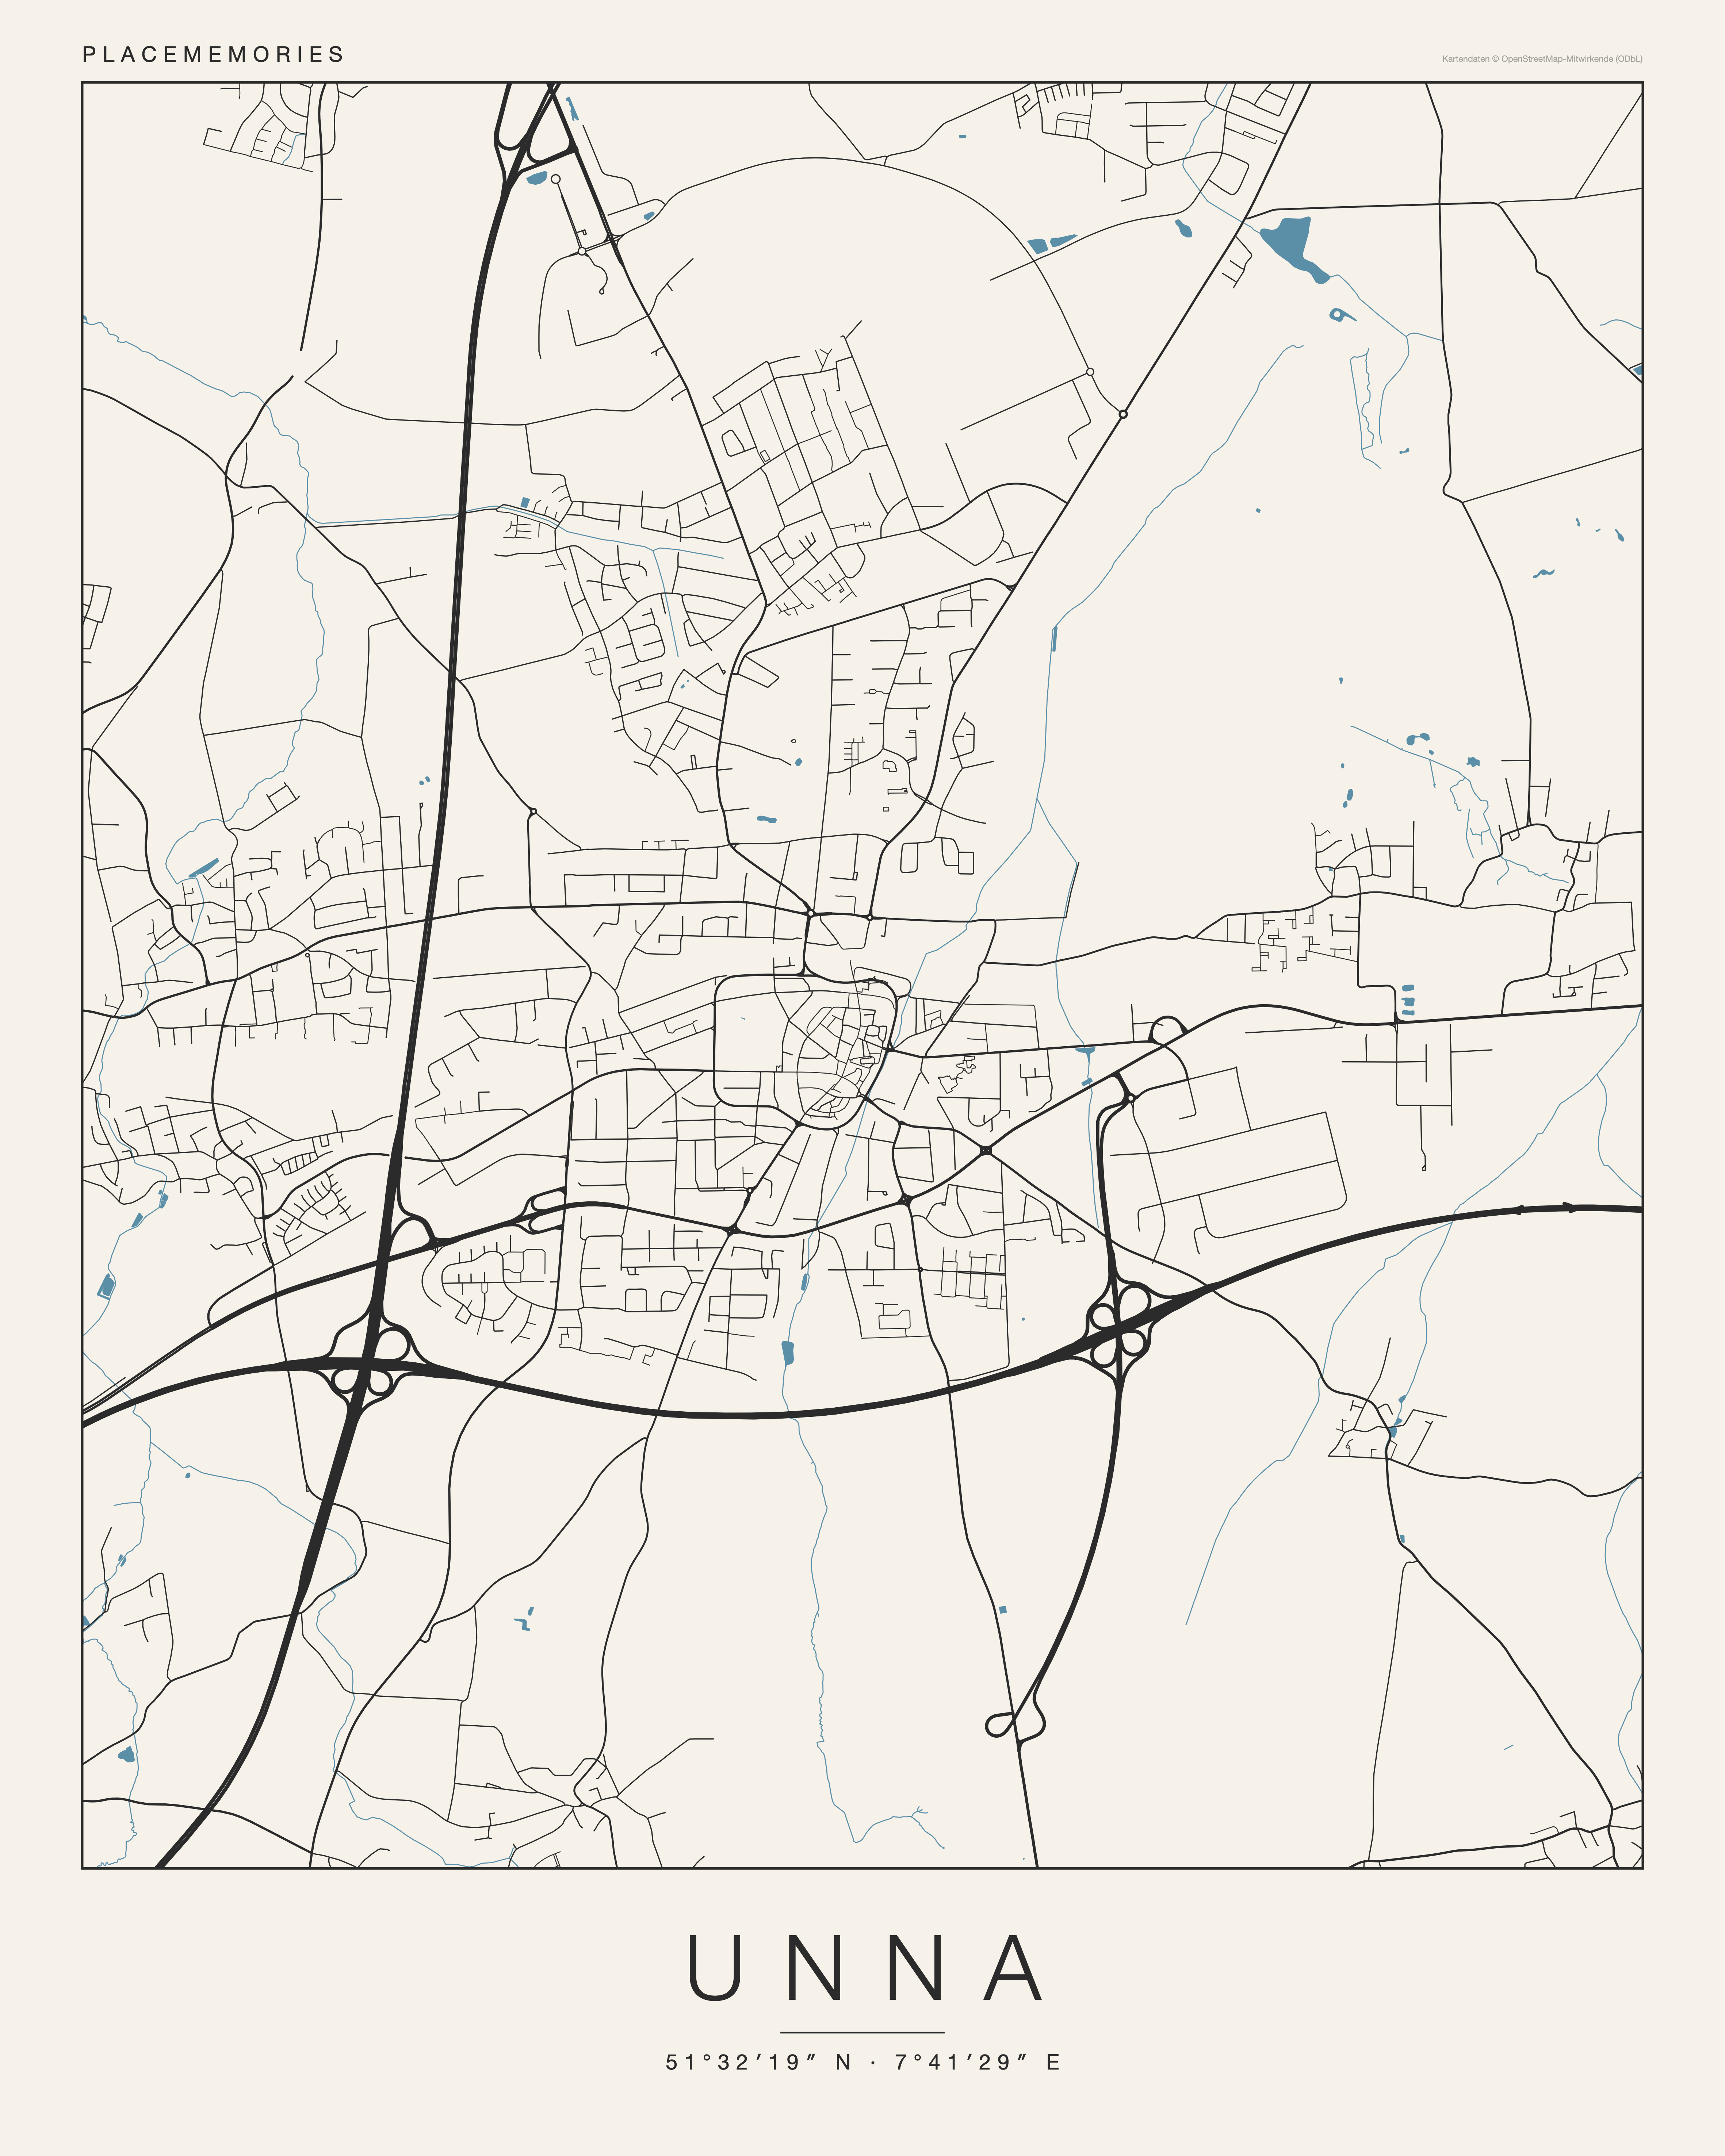 PLACEMEMORIES
Kartendaten © OpenStreetMap-Mitwirkende (ODbL)
UNNA
51°32′19″ N · 7°41′29″ E